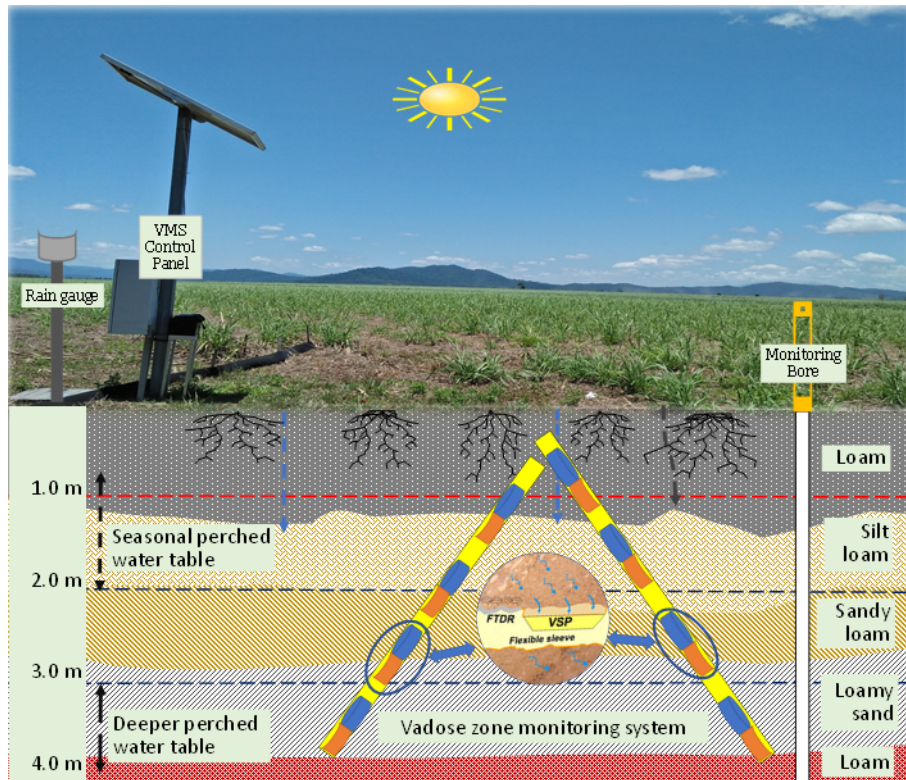 VMS
Control
Panel
Rain gauge
Monitoring
Bore
Loam
1.0 m
Seasonal perched
water table
Silt
loam
2.0 m
FTDR
VSP
Flexible sleeve
Sandy
loam
3.0 m
Deeper perched
water table
Vadose zone monitoring system
Loamy
sand
4.0 m
Loam